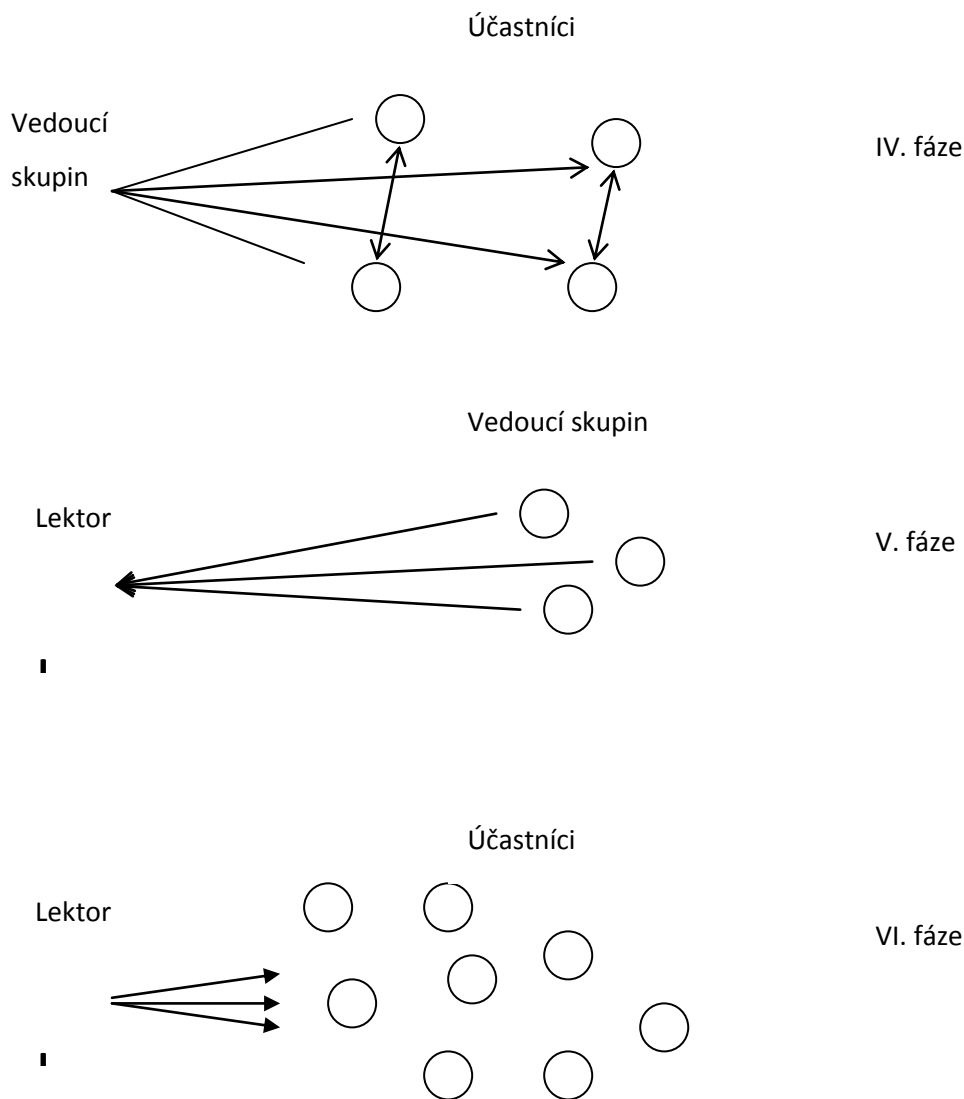 Účastníci
Vedoucí
skupin
IV. fáze
Vedoucí skupin
Lektor
V. fáze
Účastníci
Lektor
VI. fáze